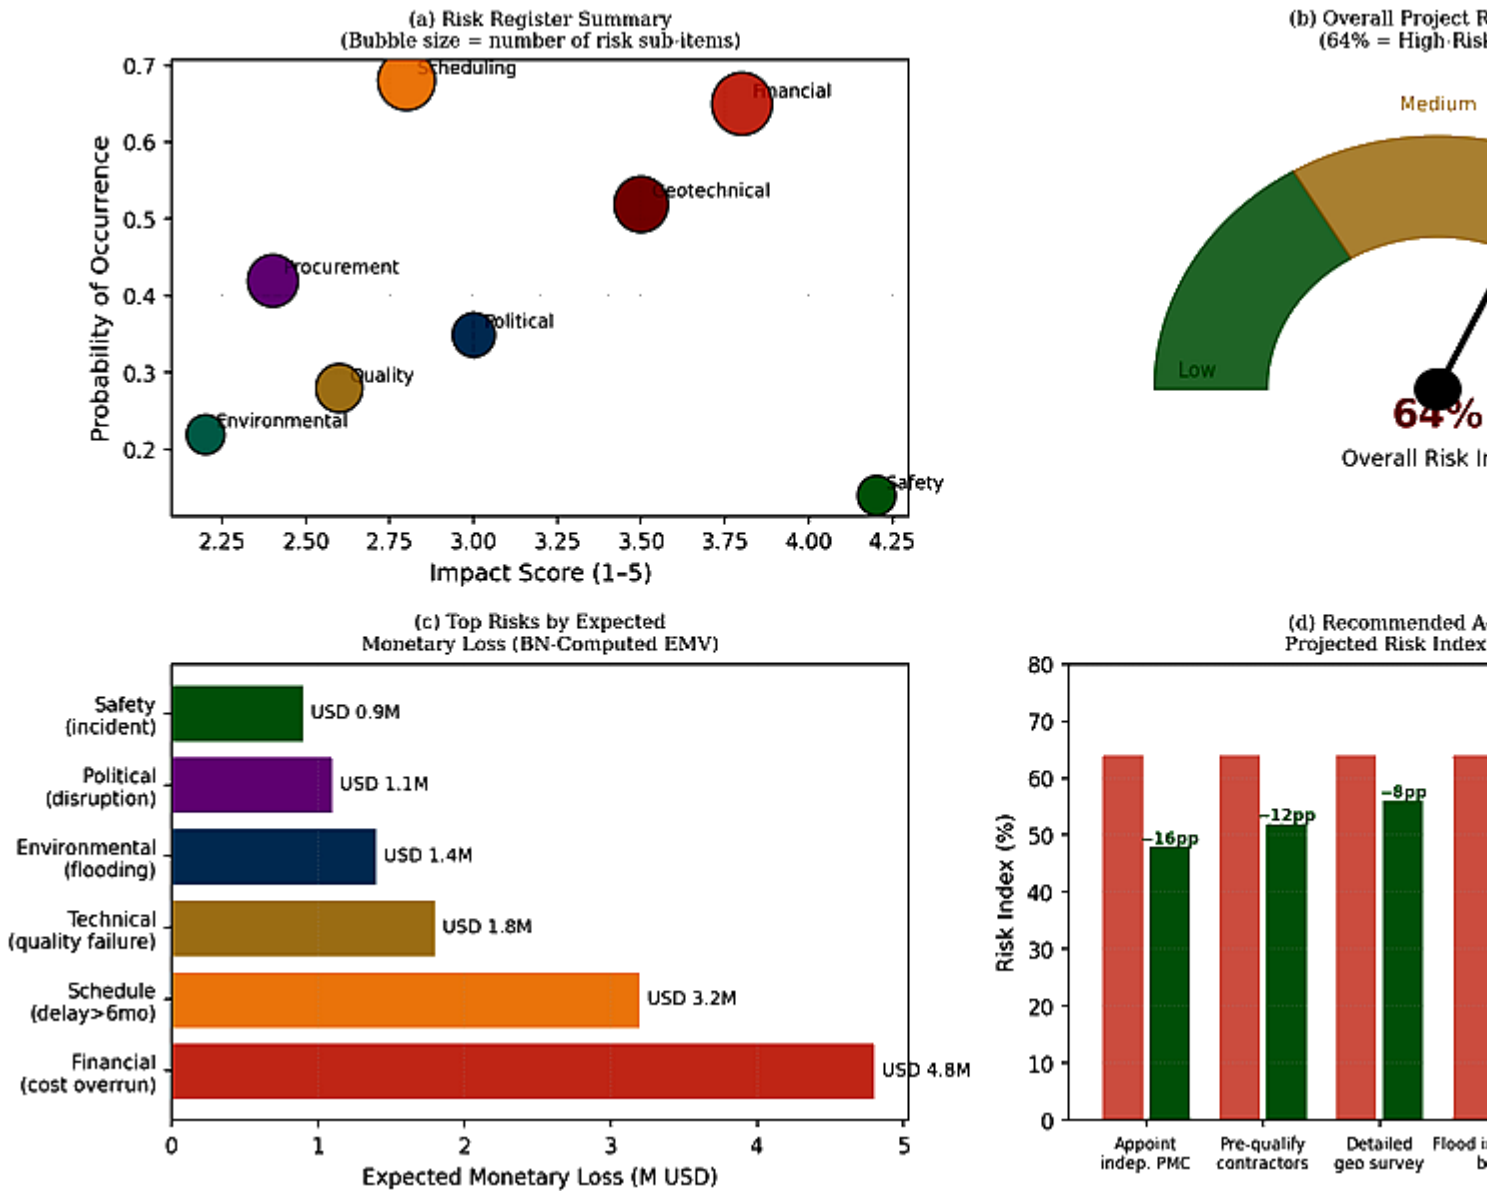 (a) Risk Register Summary
(Bubble size = number of risk sub-items)
Probability of Occurrence
0.7
0.6
0.5
0.4
0.3
0.2
Scheduling
Financial
Geotechnical
Procurement
Political
Quality
Environmental
Safety
2.25 2.50 2.75 3.00 3.25 3.50 3.75 4.00 4.25
Impact Score (1–5)
(b) Overall Project R
(64% = High-Risk
Medium
Low
64%
Overall Risk In
(c) Top Risks by Expected
Monetary Loss (BN-Computed EMV)
Safety
(incident)
USD 0.9M
Political
(disruption)
USD 1.1M
Environmental
(flooding)
USD 1.4M
Technical
(quality failure)
USD 1.8M
Schedule
(delay>6mo)
USD 3.2M
Financial
(cost overrun)
USD 4.8M
0 1 2 3 4 5
Expected Monetary Loss (M USD)
(d) Recommended A
Projected Risk Index
Risk Index (%)
80
70
60
50
40
30
20
10
0
−16pp
−12pp
−8pp
Appoint
indep. PMC
Pre-qualify
contractors
Detailed
geo survey
Flood i
b